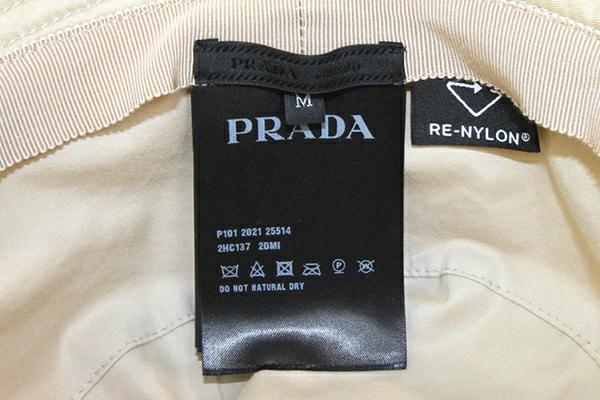 PRADA
M
PRADA
RE-NYLON®
P101 2021 25514
2HC137 2DMI
P
DO NOT NATURAL DRY